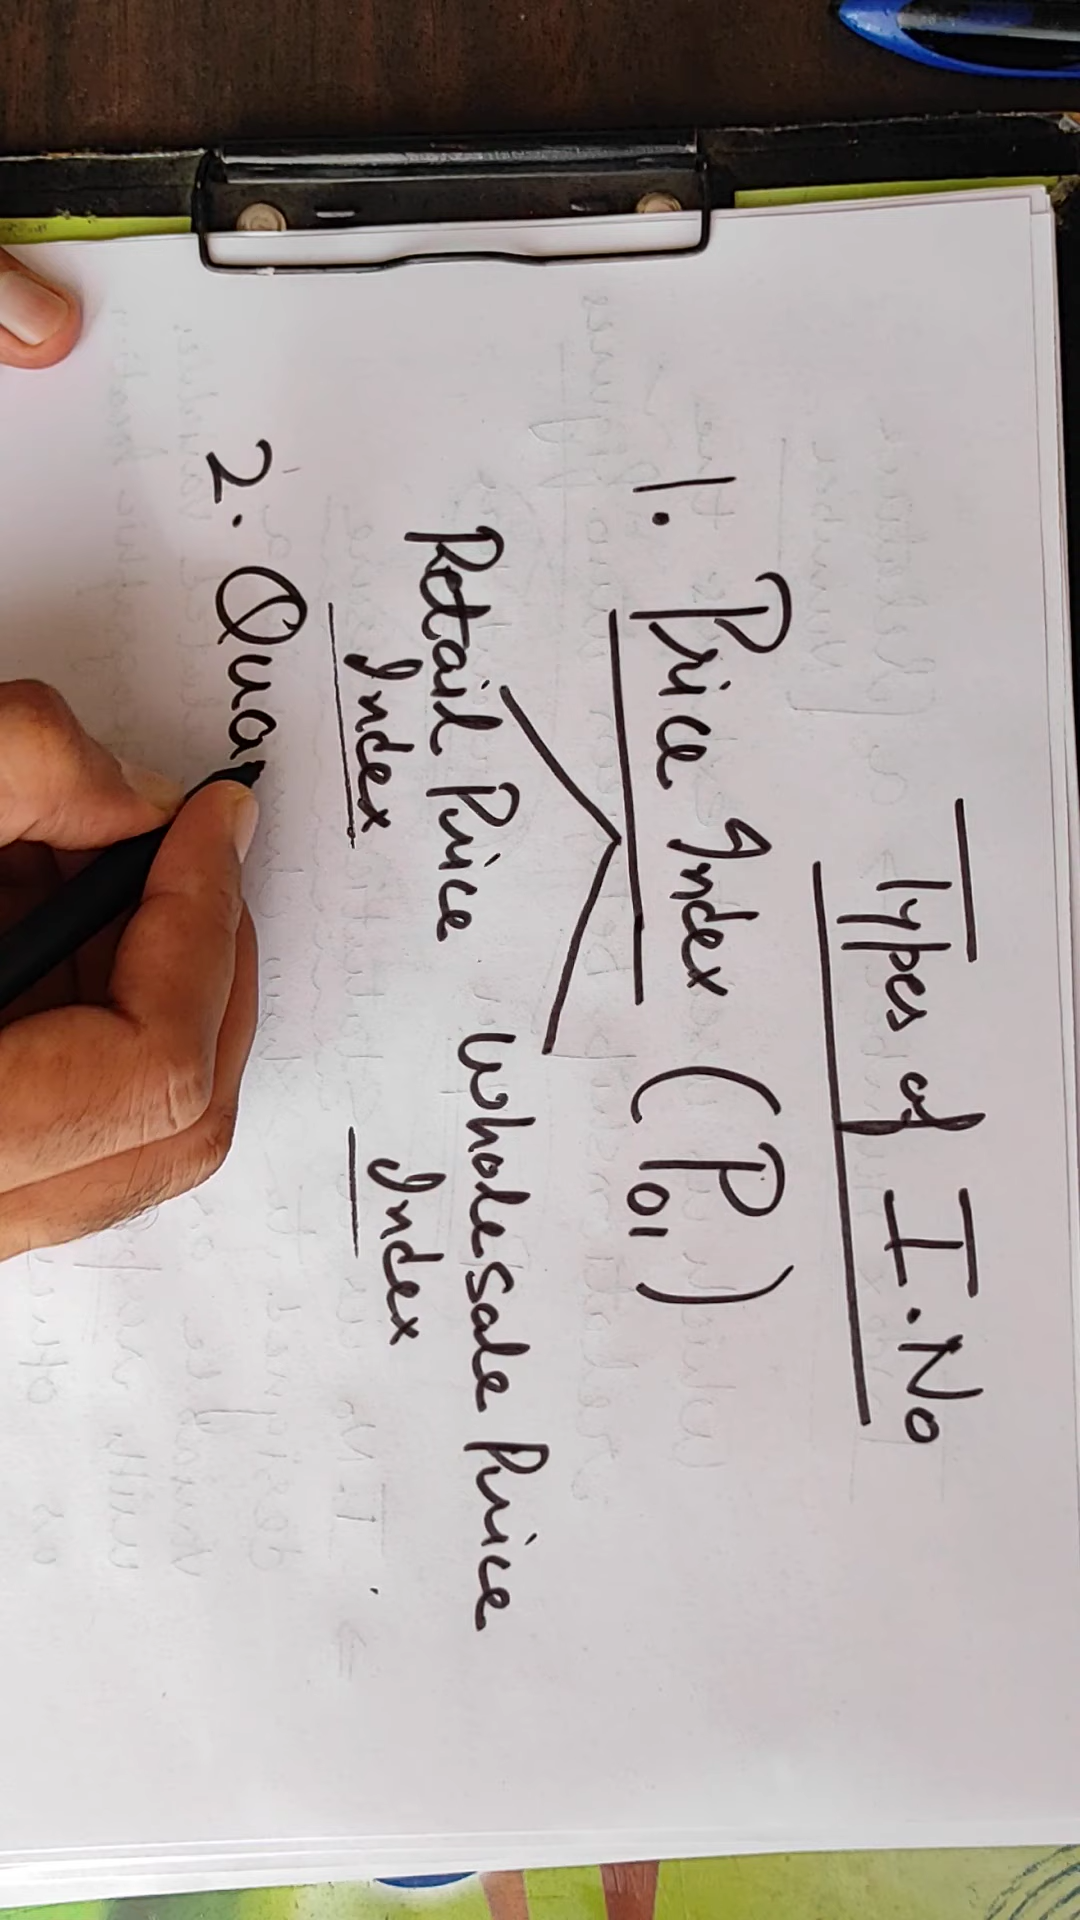 Types of I.No
1. Price Index (P01)
Retail Price Wholesale Price
Index Index
2. Qua